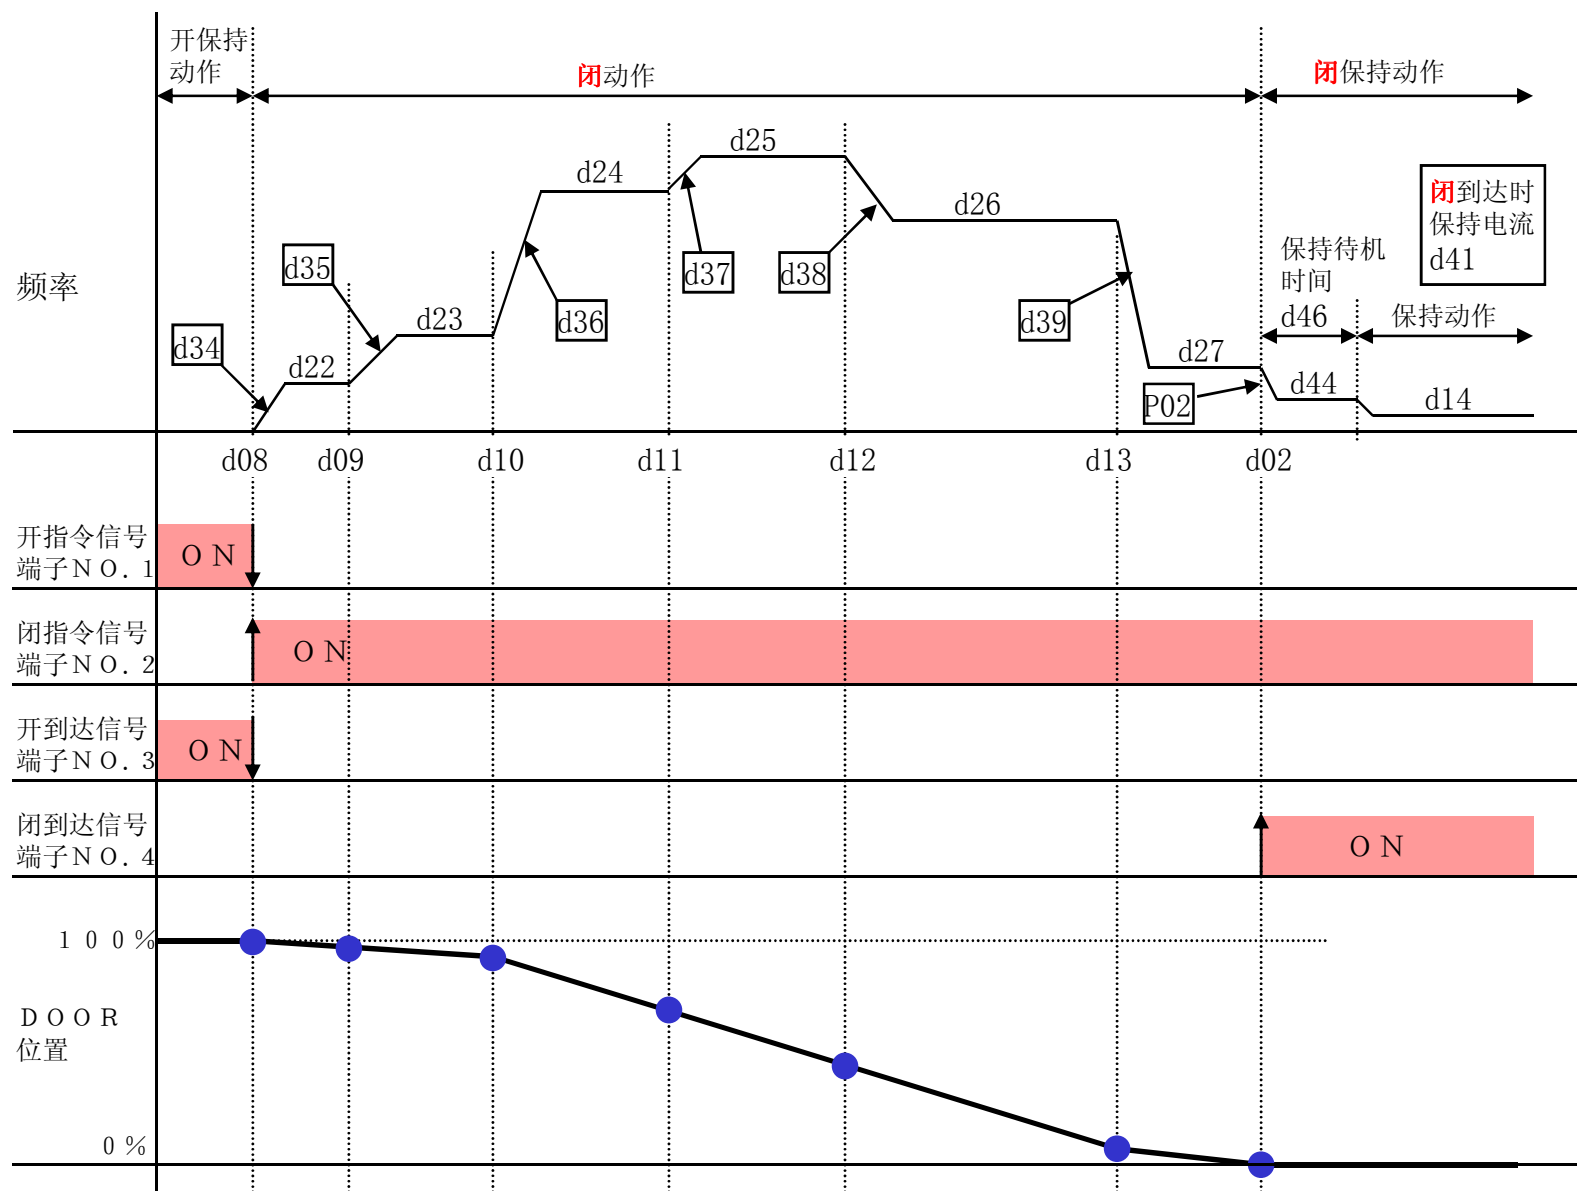 开保持
动作
闭动作
闭保持动作
d25
d24
d26
闭到达时
保持电流
d41
保持待机
时间
d46
保持动作
频率
d35
d37
d38
d36
d39
d34
d23
d22
d27
d44
d14
P02
d08
d09
d10
d11
d12
d13
d02
开指令信号
端子NO.1
ON
闭指令信号
端子NO.2
ON
开到达信号
端子NO.3
ON
闭到达信号
端子NO.4
ON
100%
DOOR
位置
0%